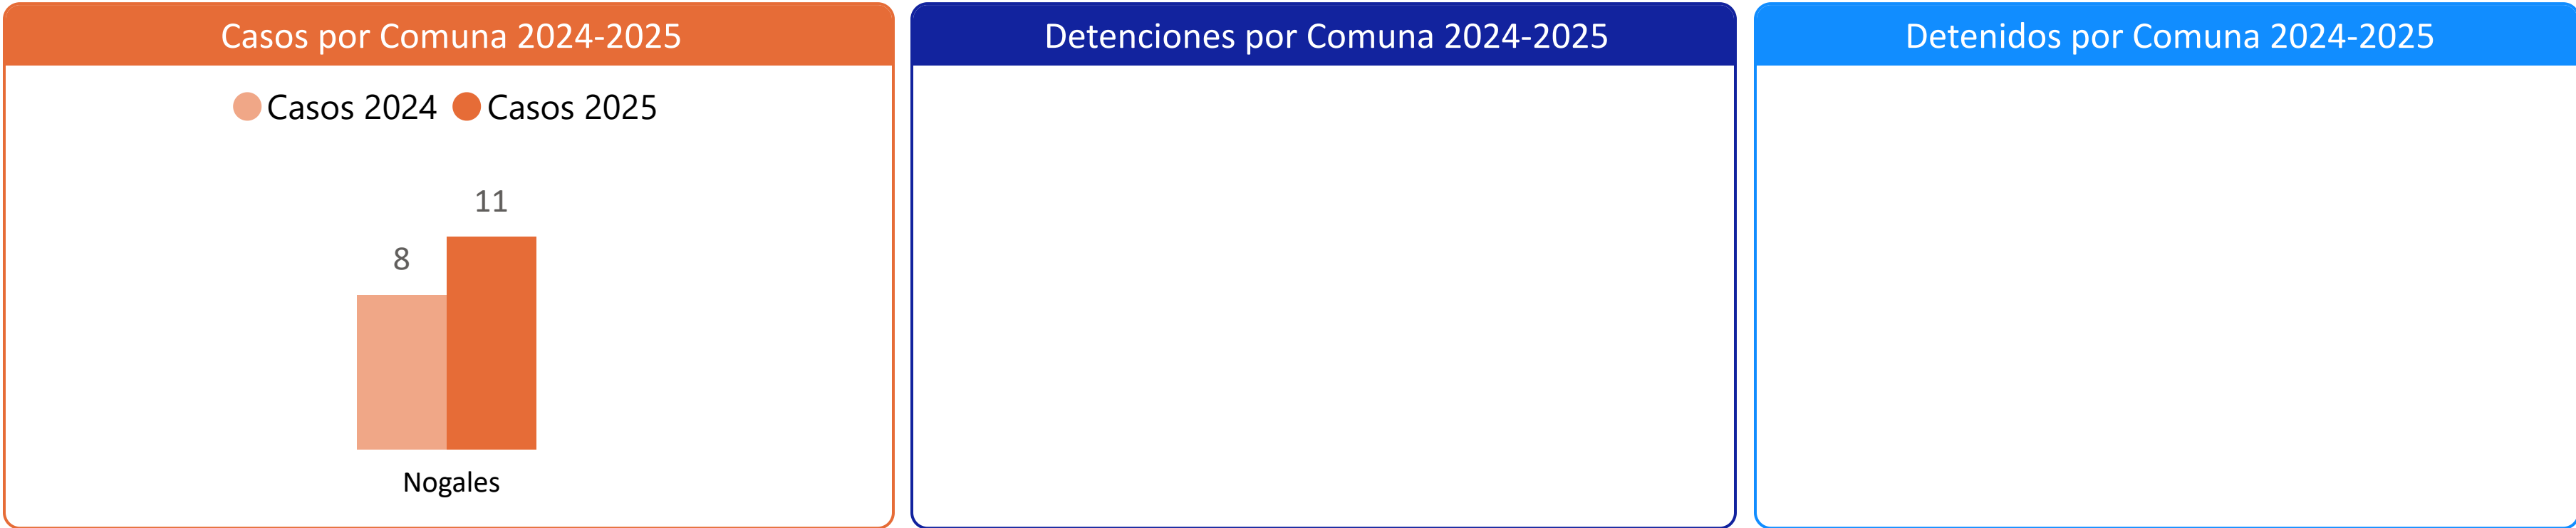 Casos por Comuna 2024-2025
Casos 2024 Casos 2025
8
11
Nogales
Detenciones por Comuna 2024-2025
Detenidos por Comuna 2024-2025